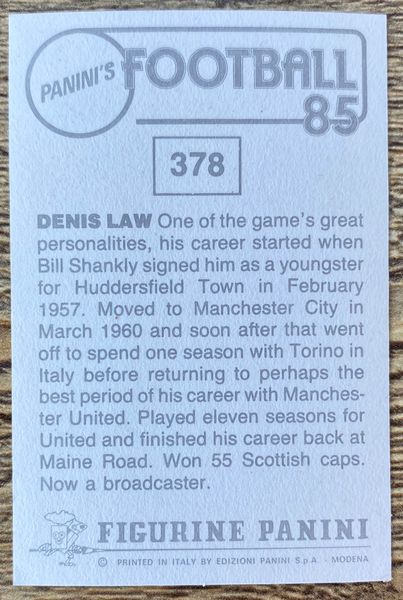 PANINI'S FOOTBALL
85
378
DENIS LAW One of the game's great
personalities, his career started when
Bill Shankly signed him as a youngster
for Huddersfield Town in February
1957. Moved to Manchester City in
March 1960 and soon after that went
off to spend one season with Torino in
Italy before returning to perhaps the
best period of his career with Manches-
ter United. Played eleven seasons for
United and finished his career back at
Maine Road. Won 55 Scottish caps.
Now a broadcaster.
FIGURINE PANINI
© PRINTED IN ITALY BY EDIZIONI PANINI S.p.A. - MODENA